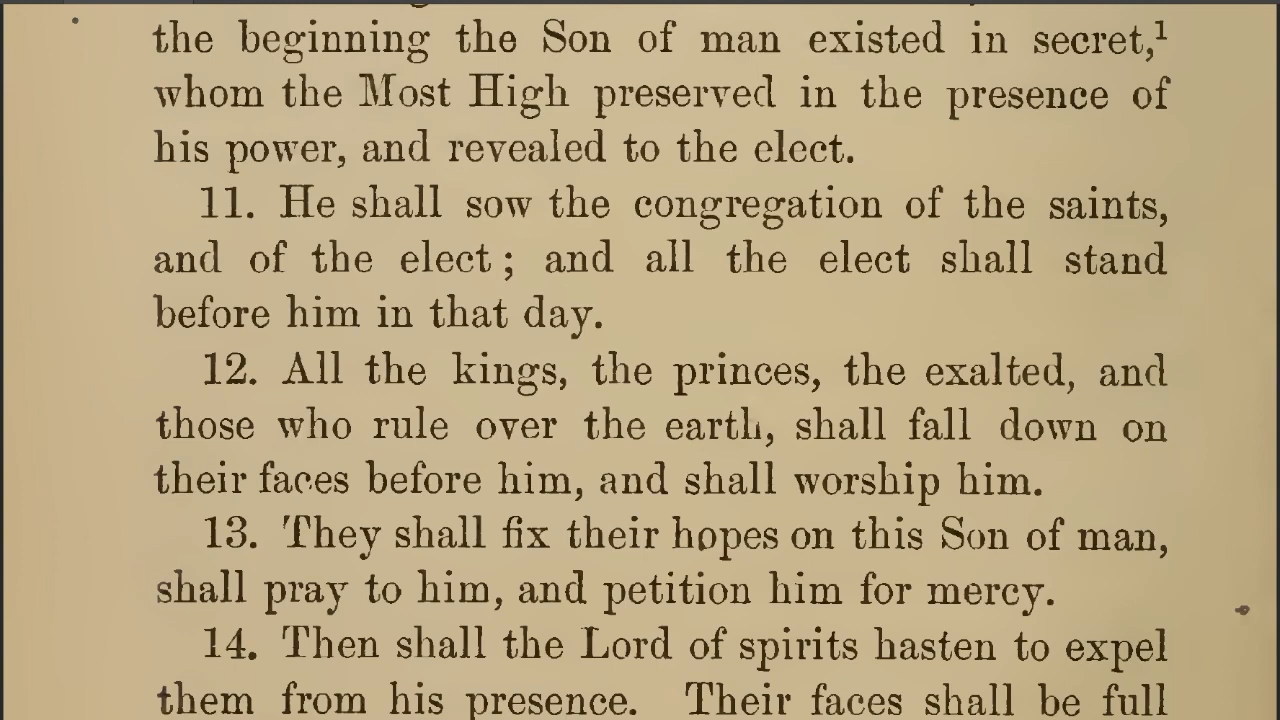 the beginning the Son of man existed in secret,¹
whom the Most High preserved in the presence of
his power, and revealed to the elect.
11. He shall sow the congregation of the saints,
and of the elect; and all the elect shall stand
before him in that day.
12. All the kings, the princes, the exalted, and
those who rule over the earth, shall fall down on
their faces before him, and shall worship him.
13. They shall fix their hopes on this Son of man,
shall pray to him, and petition him for mercy.
14. Then shall the Lord of spirits hasten to expel
them from his presence. Their faces shall be full